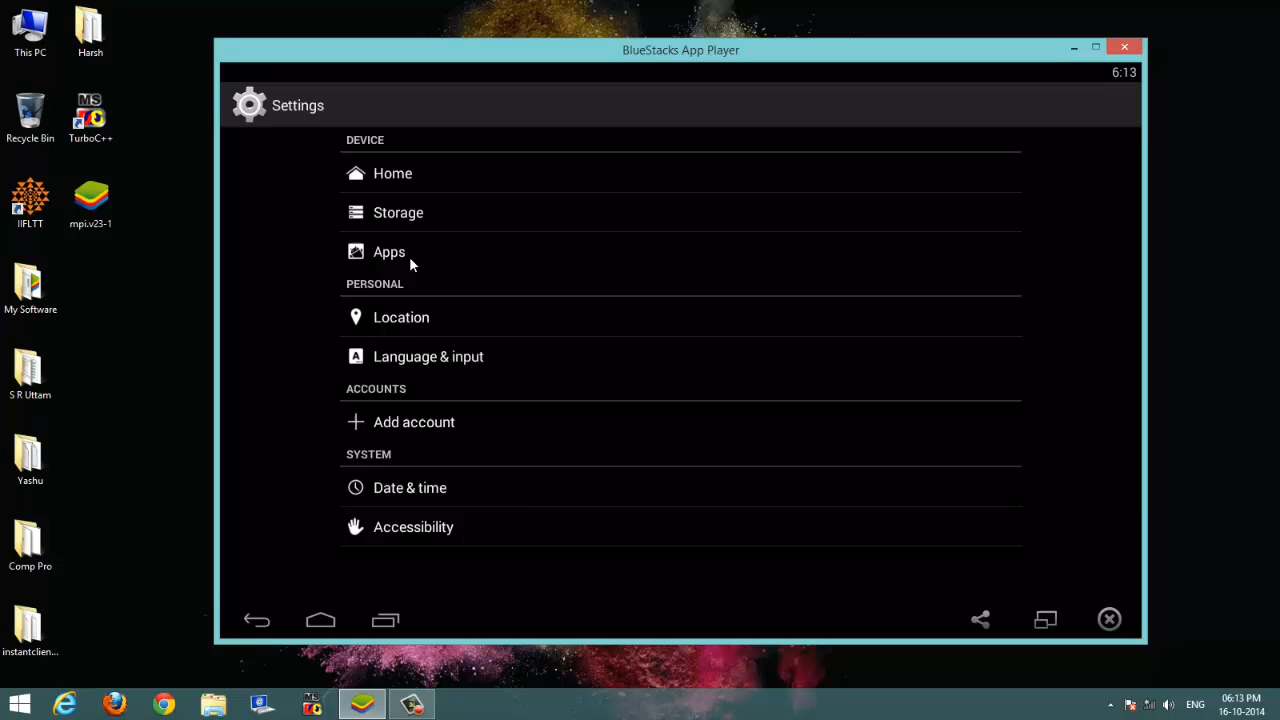 This PC
Harsh
Recycle Bin
MS
TurboC++
IIFLTT
mpi.v23-1
My Software
S R Uttam
Yashu
Comp Pro
instantclien...
BlueStacks App Player
6:13
Settings
DEVICE
Home
Storage
Apps
PERSONAL
Location
A
Language & input
ACCOUNTS
Add account
SYSTEM
Date & time
Accessibility
MS
ENG
06:13 PM
16-10-2014